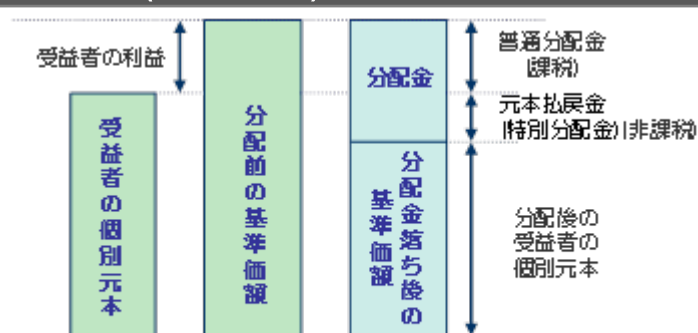 受益者の利益
受益者の個別元本
分配前の基準価額
分配金
分配金落ち後の
基準価額
普通分配金
(課税)
元本払戻金
(特別分配金)(非課税)
分配後の
受益者の
個別元本